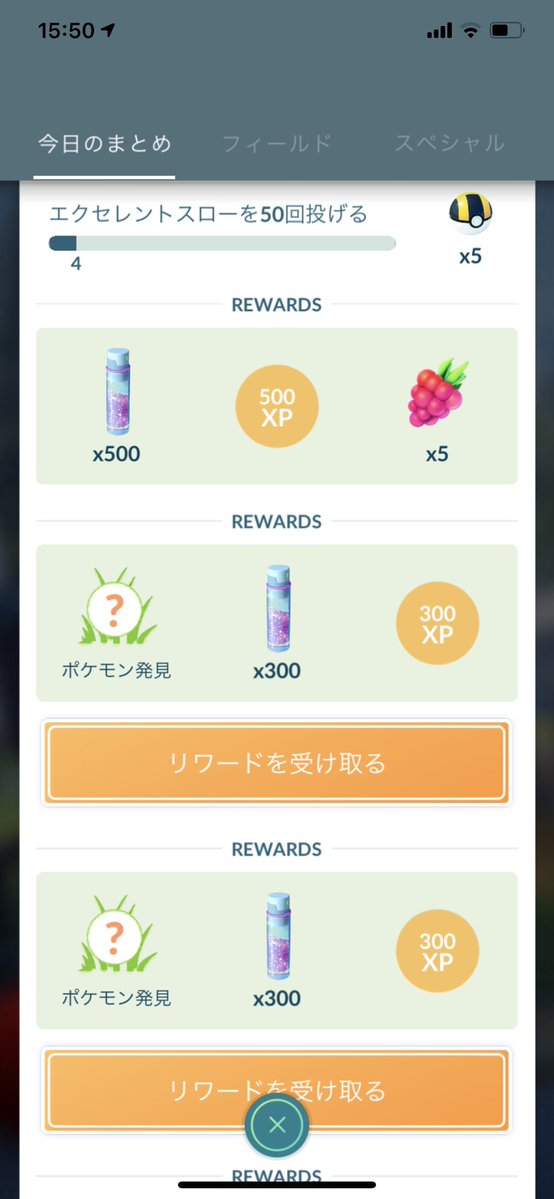 15:50
今日のまとめ
フィールド
スペシャル
エクセレントスローを50回投げる
4
x5
REWARDS
x500
500
XP
x5
REWARDS
?
ポケモン発見
x300
300
XP
リワードを受け取る
REWARDS
?
ポケモン発見
x300
300
XP
リワードを受け取る
REWARDS